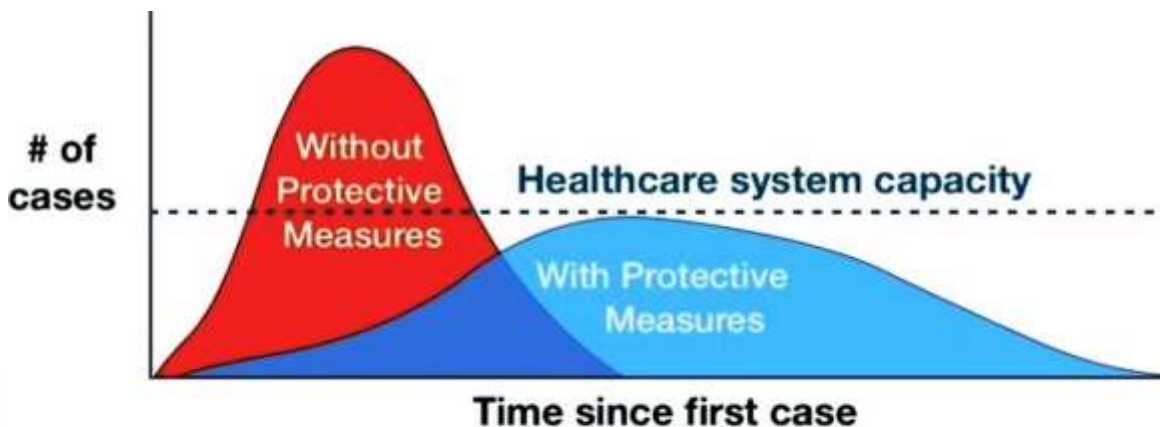 # of
cases
Without
Protective
Measures
Healthcare system capacity
With Protective
Measures
Time since first case